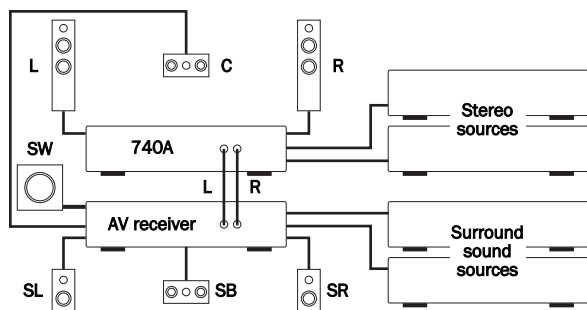 L
C
R
Stereo
sources
740A
SW
L
R
AV receiver
Surround
sound
sources
SL
SB
SR